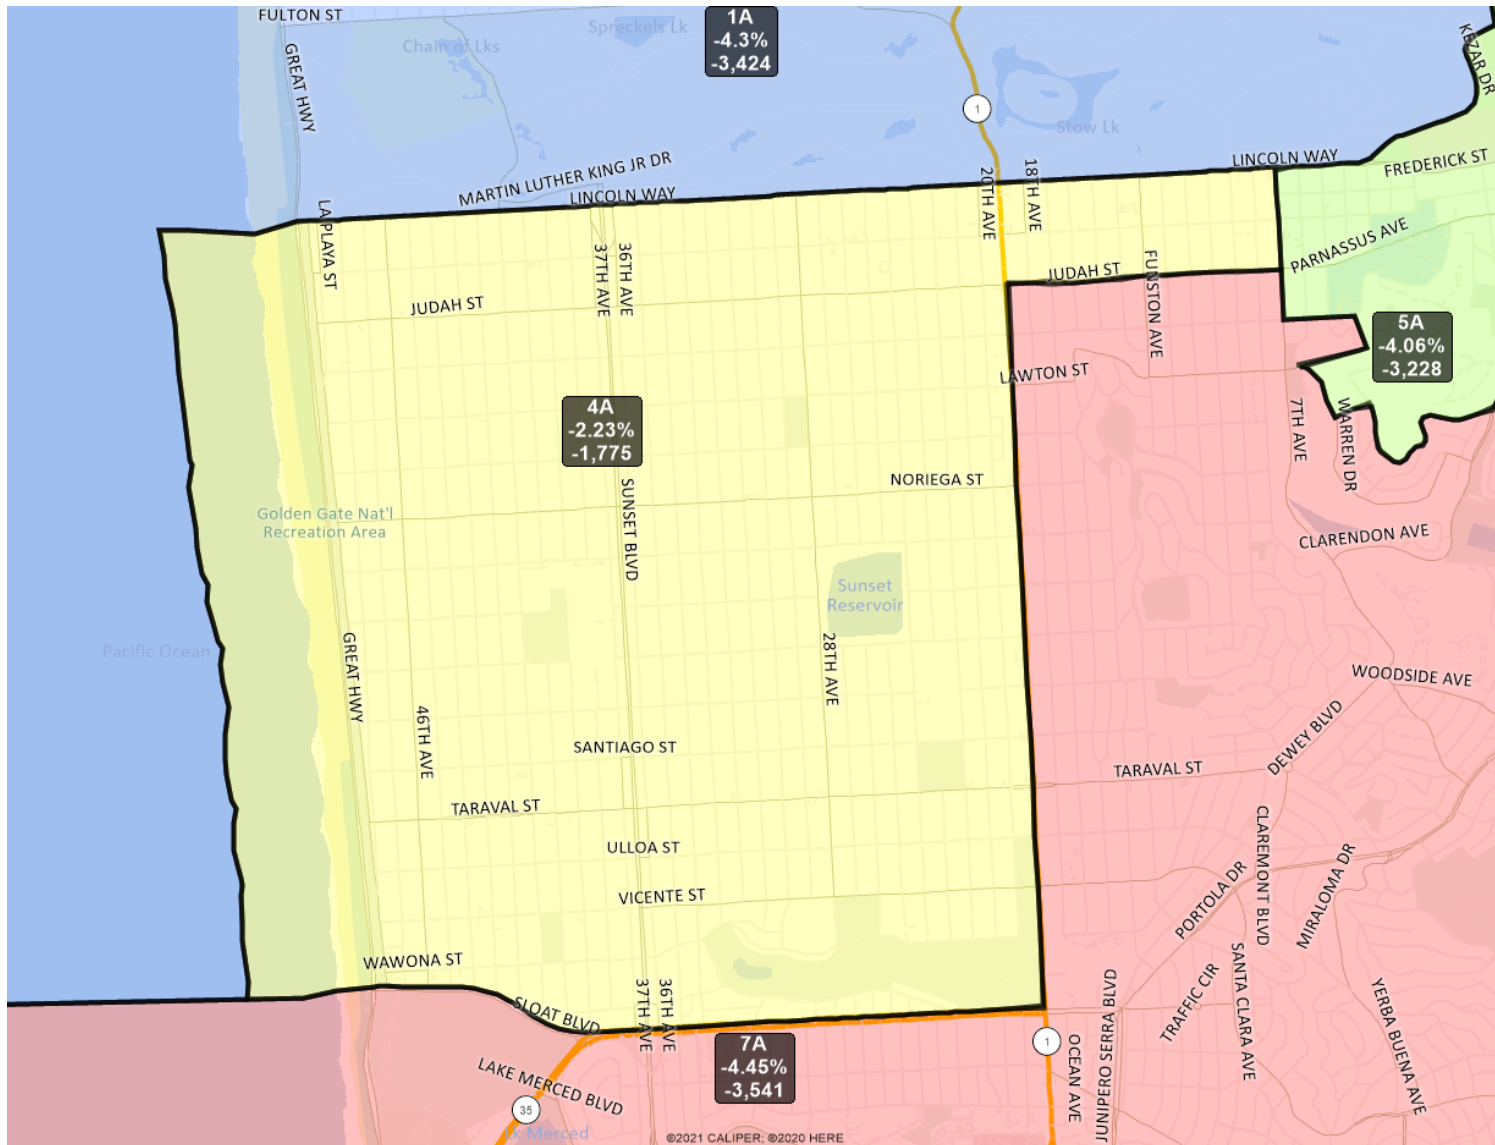 FULTON ST
GREAT HWY
Chain of Lks
Spreckels Lk
1A
-4.3%
-3,424
1
Stow Lk
KEZAR DR
MARTIN LUTHER KING JR DR
LINCOLN WAY
20TH AVE
18TH AVE
LINCOLN WAY
FREDERICK ST
LA PLAYA ST
37TH AVE
36TH AVE
JUDAH ST
JUDAH ST
FUNSTON AVE
PARNASSUS AVE
5A
-4.06%
-3,228
LAWTON ST
7TH AVE
WARREN DR
4A
-2.23%
-1,775
SUNSET BLVD
NORIEGA ST
Golden Gate Nat'l
Recreation Area
CLARENDON AVE
Sunset
Reservoir
Pacific Ocean
GREAT HWY
28TH AVE
WOODSIDE AVE
46TH AVE
SANTIAGO ST
DEWEY BLVD
TARAVAL ST
TARAVAL ST
ULLOA ST
CLAREMONT BLVD
MIRALOMA DR
PORTOLA DR
VICENTE ST
WAWONA ST
SANTA CLARA AVE
TRAFFIC CIR
JUNIPERO SERRA BLVD
YERBA BUENA AVE
SLOAT BLVD
37TH AVE
36TH AVE
7A
-4.45%
-3,541
1
OCEAN AVE
LAKE MERCED BLVD
35
Lk Merced
©2021 CALIPER; ©2020 HERE